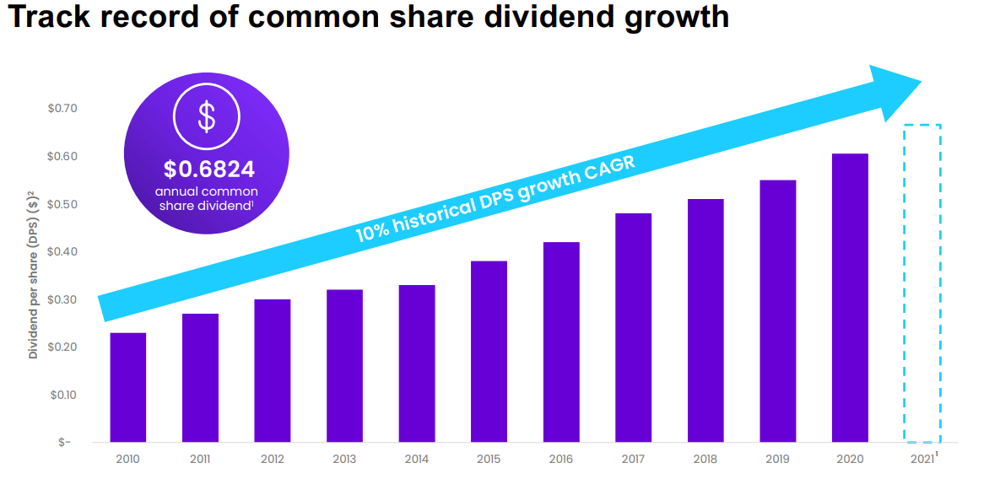 Track record of common share dividend growth
$0.6824
annual common
share dividend¹
10% historical DPS growth CAGR
Dividend per share (DPS) ($)²
$0.70
$0.60
$0.50
$0.40
$0.30
$0.20
$0.10
$-
2010 2011 2012 2013 2014 2015 2016 2017 2018 2019 2020 2021¹